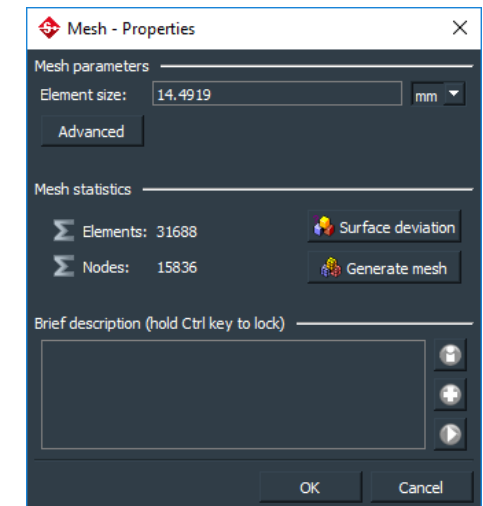 Mesh - Properties
Mesh parameters
Element size: 14.4919 mm
Advanced
Mesh statistics
Elements: 31688 Surface deviation
Nodes: 15836 Generate mesh
Brief description (hold Ctrl key to lock)
OK Cancel